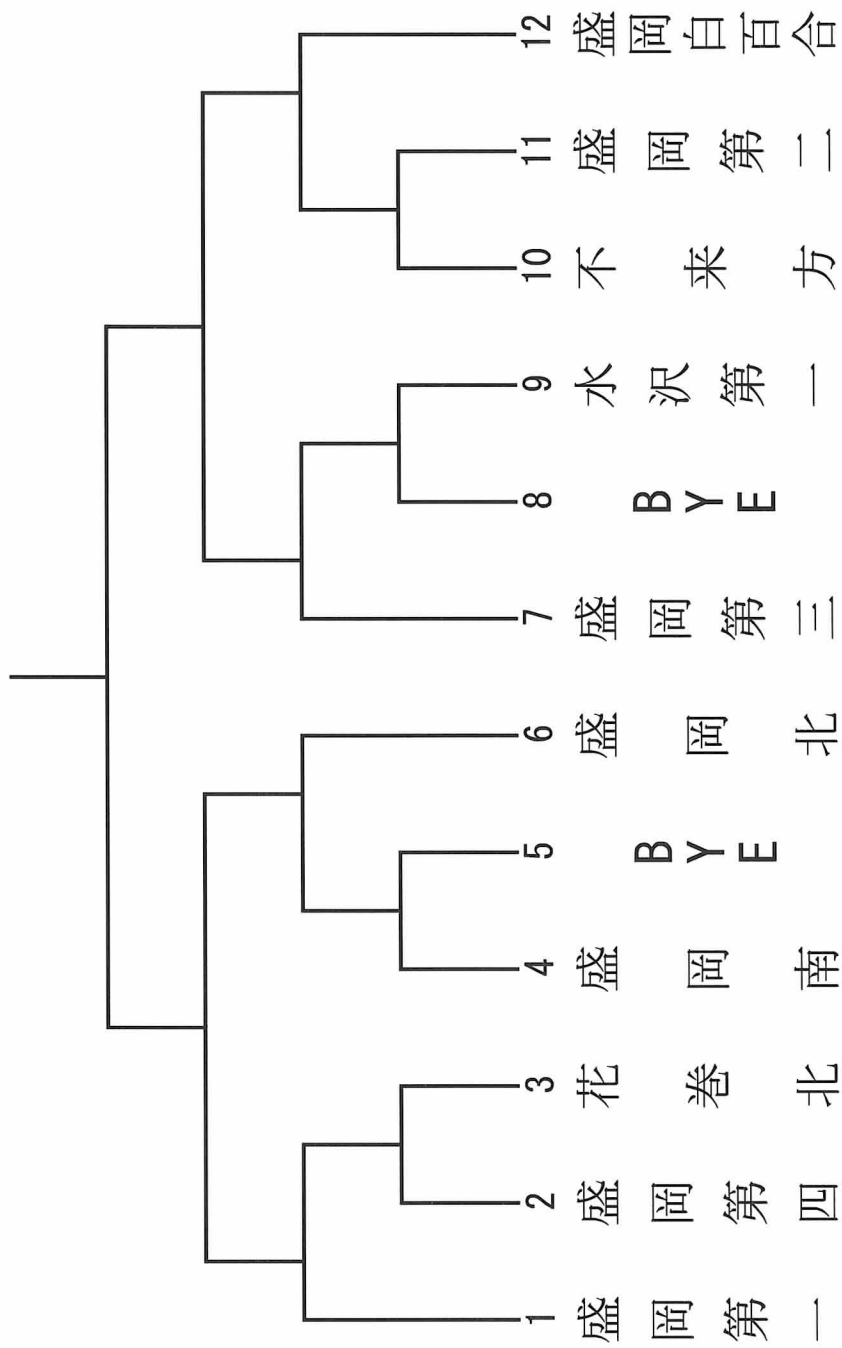 1 盛岡第一
2 盛岡第四
3 花巻北
4 盛岡南
5 BYE
6 盛岡北
7 盛岡第三
8 BYE
9 水沢第一
10 不来方
11 盛岡第二
12 盛岡白百合